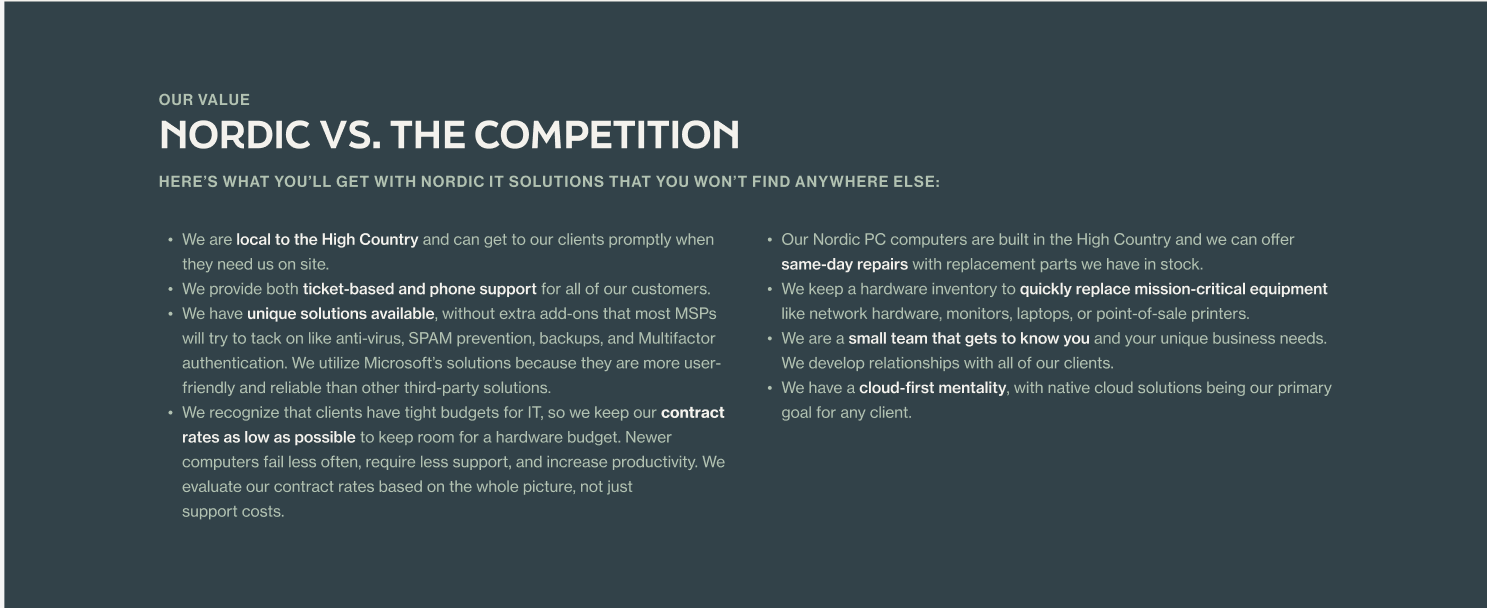 OUR VALUE
NORDIC VS. THE COMPETITION
HERE'S WHAT YOU'LL GET WITH NORDIC IT SOLUTIONS THAT YOU WON'T FIND ANYWHERE ELSE:
• We are local to the High Country and can get to our clients promptly when
they need us on site.
• We provide both ticket-based and phone support for all of our customers.
• We have unique solutions available, without extra add-ons that most MSPs
will try to tack on like anti-virus, SPAM prevention, backups, and Multifactor
authentication. We utilize Microsoft's solutions because they are more user-
friendly and reliable than other third-party solutions.
• We recognize that clients have tight budgets for IT, so we keep our contract
rates as low as possible to keep room for a hardware budget. Newer
computers fail less often, require less support, and increase productivity. We
evaluate our contract rates based on the whole picture, not just
support costs.
• Our Nordic PC computers are built in the High Country and we can offer
same-day repairs with replacement parts we have in stock.
• We keep a hardware inventory to quickly replace mission-critical equipment
like network hardware, monitors, laptops, or point-of-sale printers.
• We are a small team that gets to know you and your unique business needs.
We develop relationships with all of our clients.
• We have a cloud-first mentality, with native cloud solutions being our primary
goal for any client.